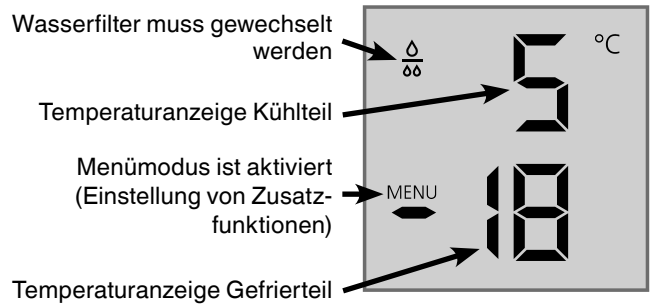 Wasserfilter muss gewechselt
werden
5 °C
Temperaturanzeige Kühlteil
Menümodus ist aktiviert
(Einstellung von Zusatz-
funktionen)
MENU
-18
Temperaturanzeige Gefrierteil